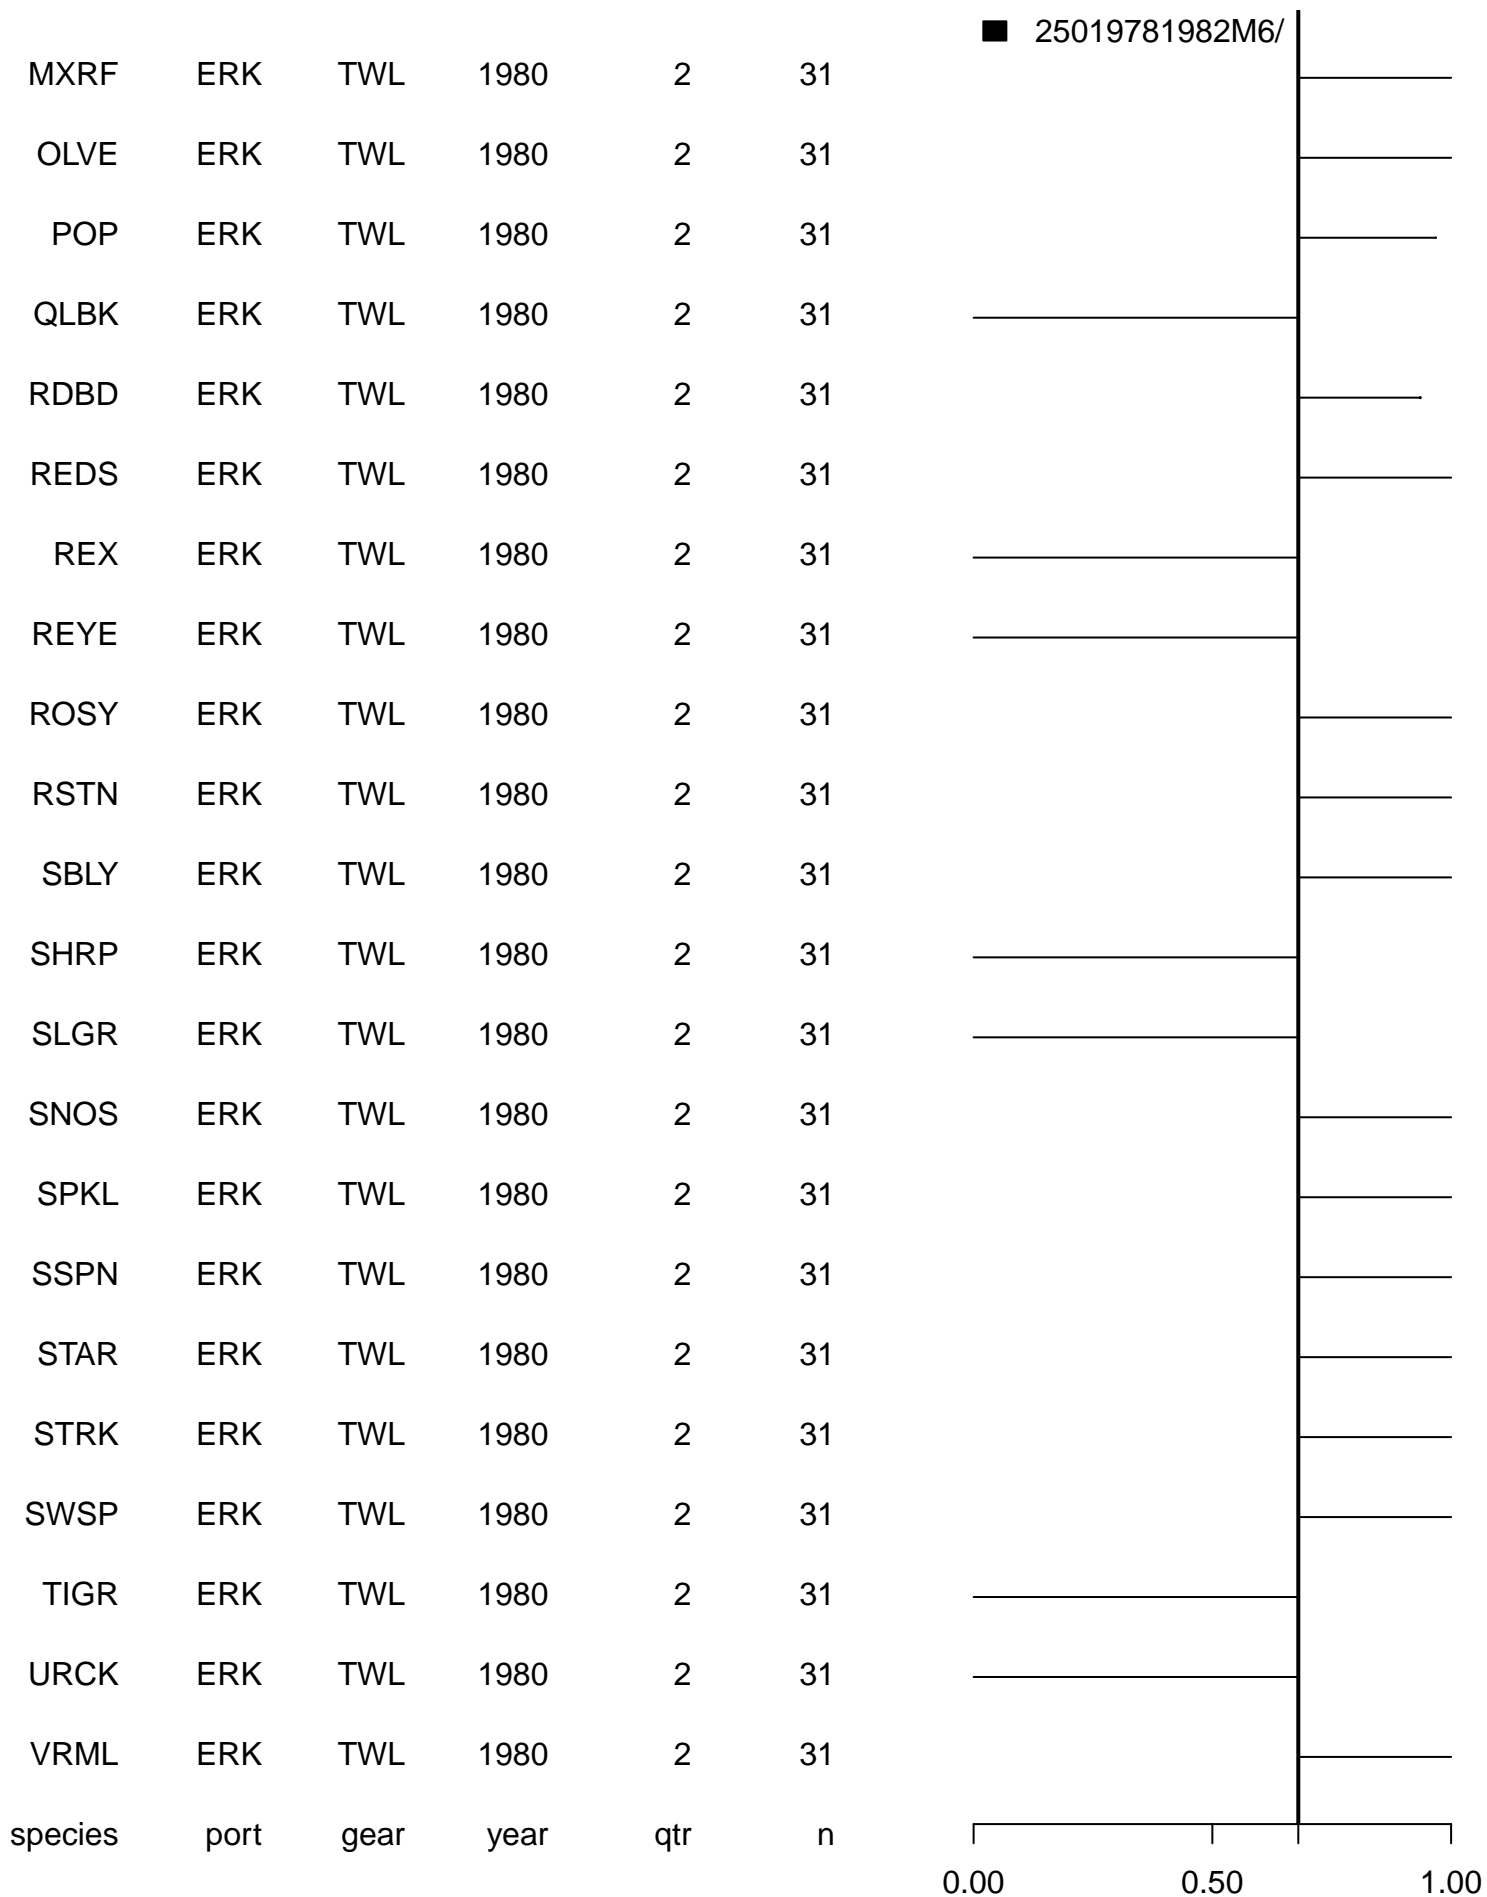 25019781982M6/
MXRF ERK TWL 1980 2 31
OLVE ERK TWL 1980 2 31
POP ERK TWL 1980 2 31
QLBK ERK TWL 1980 2 31
RDBD ERK TWL 1980 2 31
REDS ERK TWL 1980 2 31
REX ERK TWL 1980 2 31
REYE ERK TWL 1980 2 31
ROSY ERK TWL 1980 2 31
RSTN ERK TWL 1980 2 31
SBLY ERK TWL 1980 2 31
SHRP ERK TWL 1980 2 31
SLGR ERK TWL 1980 2 31
SNOS ERK TWL 1980 2 31
SPKL ERK TWL 1980 2 31
SSPN ERK TWL 1980 2 31
STAR ERK TWL 1980 2 31
STRK ERK TWL 1980 2 31
SWSP ERK TWL 1980 2 31
TIGR ERK TWL 1980 2 31
URCK ERK TWL 1980 2 31
VRML ERK TWL 1980 2 31
species port gear year qtr n
0.00 0.50 1.00